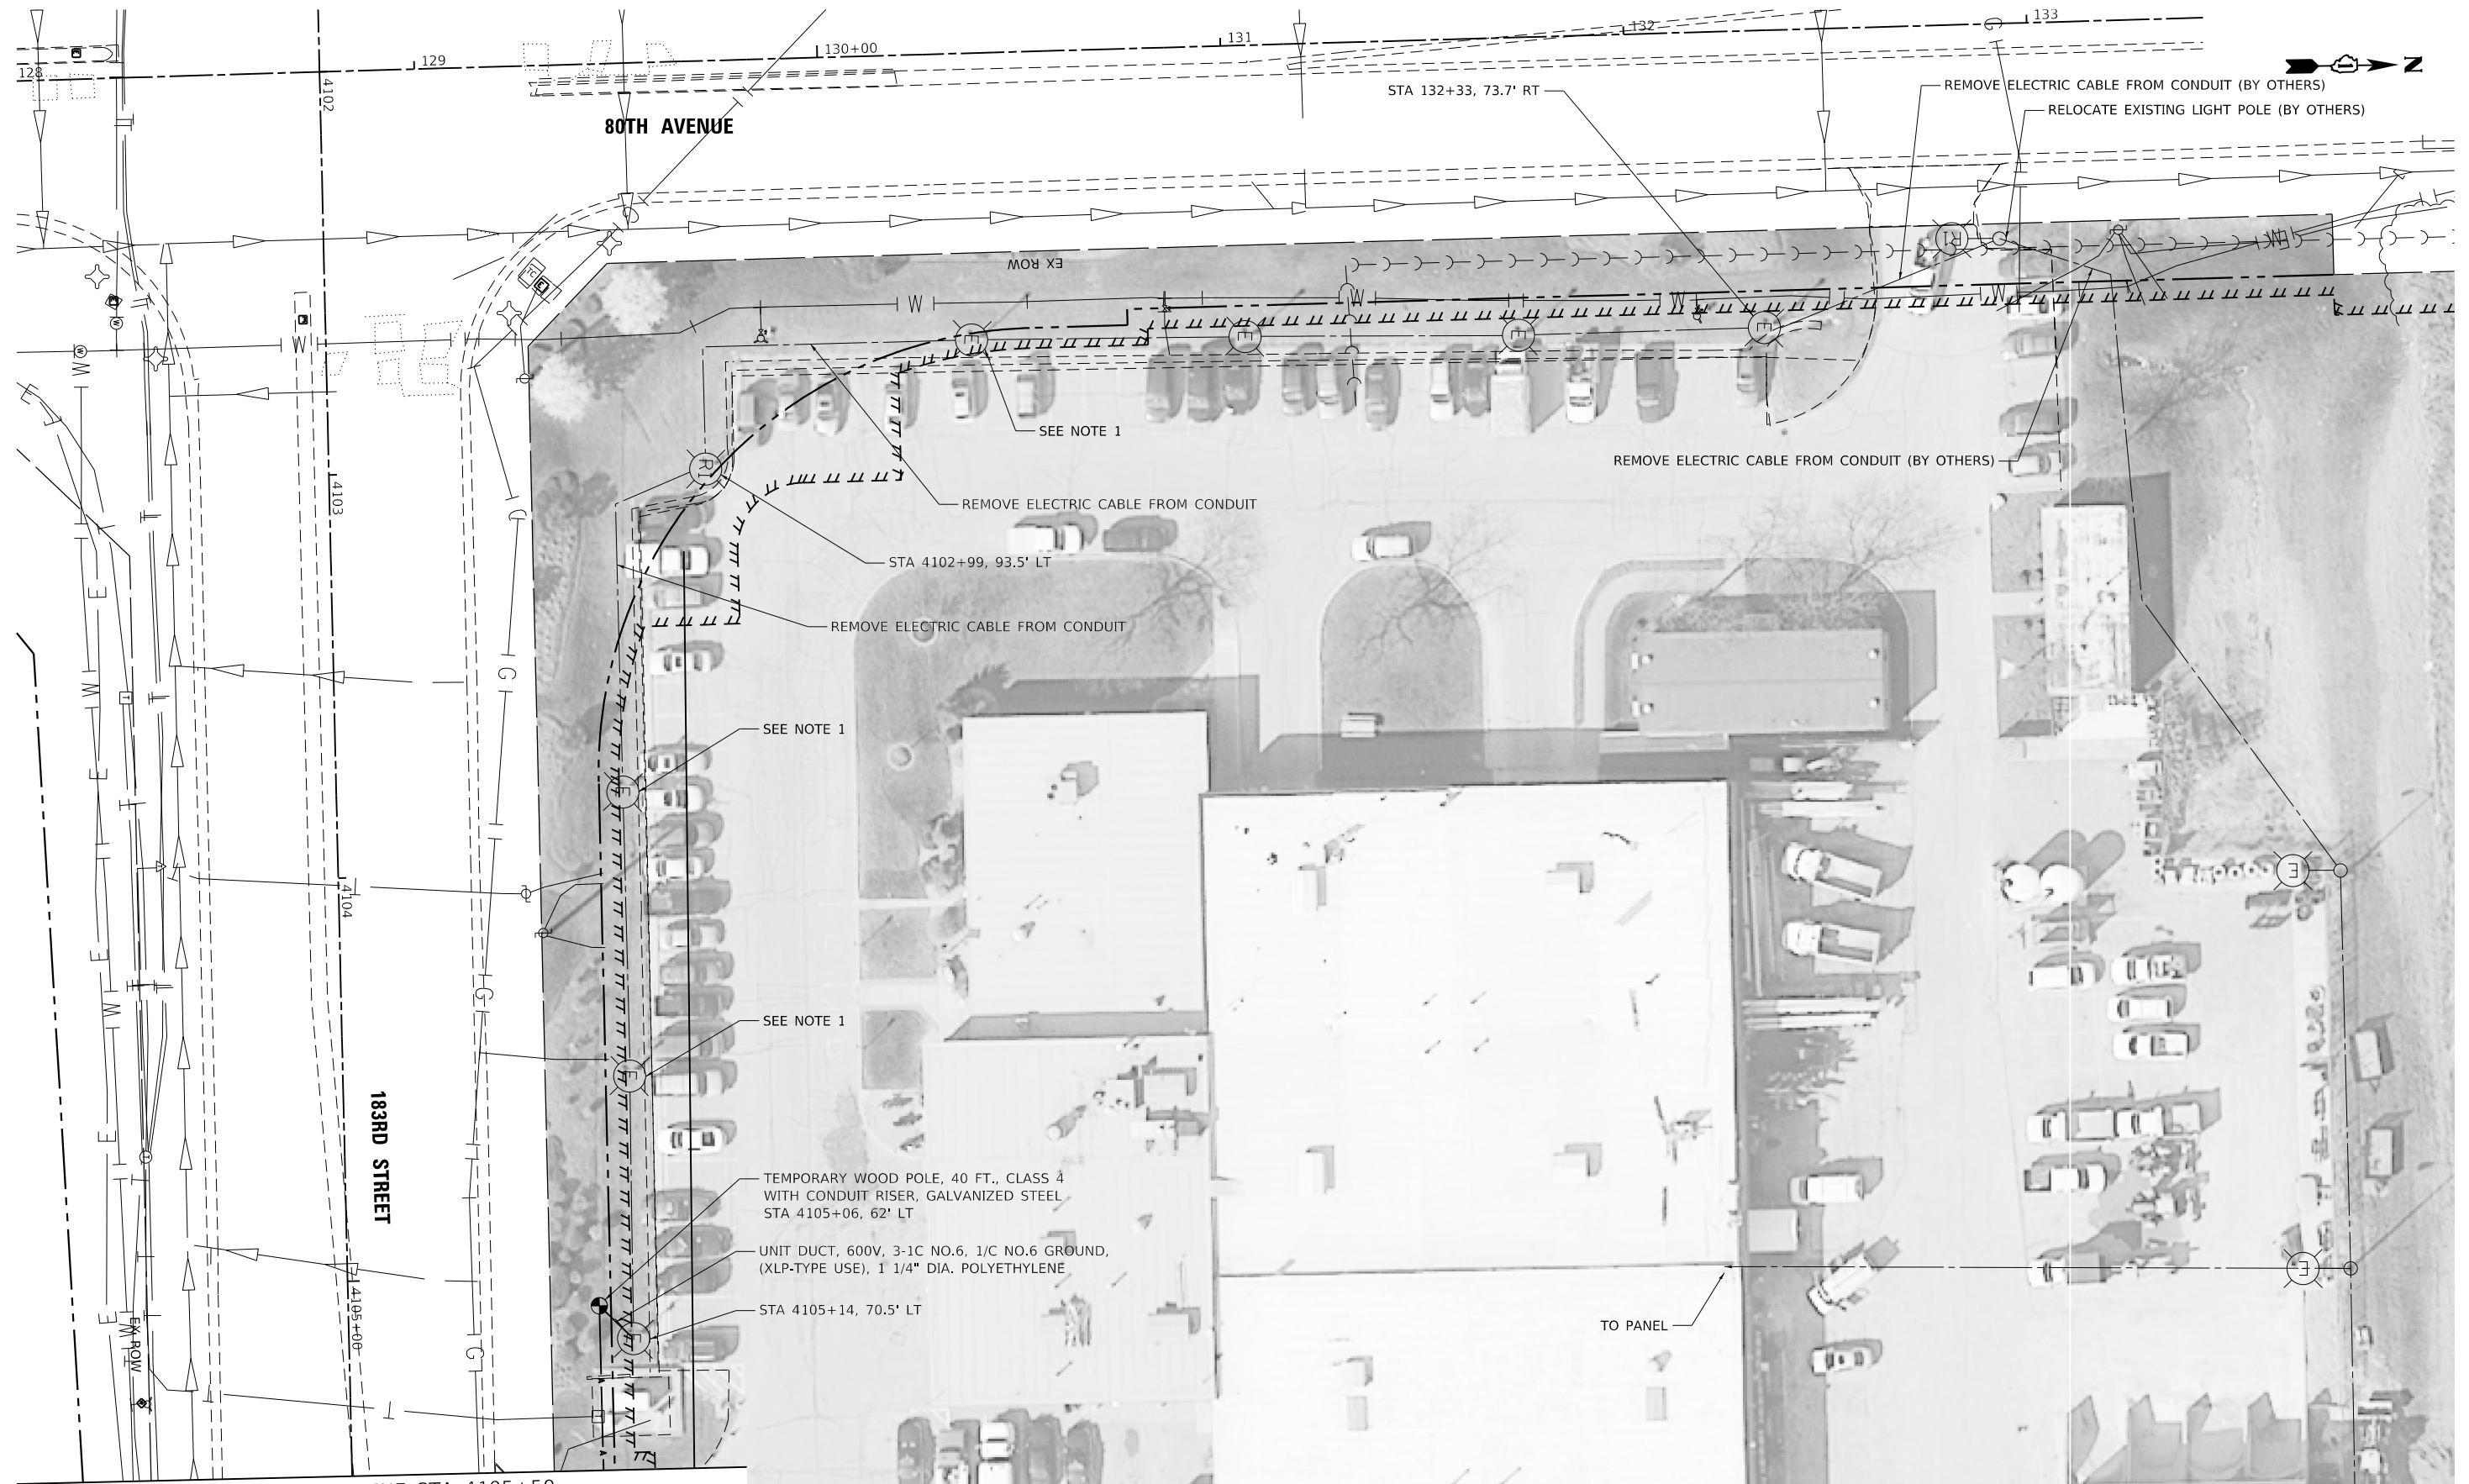 128
129
130+00
131
132
133
N
STA 132+33, 73.7' RT
REMOVE ELECTRIC CABLE FROM CONDUIT (BY OTHERS)
RELOCATE EXISTING LIGHT POLE (BY OTHERS)
4102
80TH AVENUE
EX ROW
TC
R1
W
W
W
W
W
E
E
E
E
SEE NOTE 1
REMOVE ELECTRIC CABLE FROM CONDUIT (BY OTHERS)
R1
4103
REMOVE ELECTRIC CABLE FROM CONDUIT
STA 4102+99, 93.5' LT
REMOVE ELECTRIC CABLE FROM CONDUIT
G
SEE NOTE 1
E
E
4104
SEE NOTE 1
E
183RD STREET
TEMPORARY WOOD POLE, 40 FT., CLASS 4
WITH CONDUIT RISER, GALVANIZED STEEL
STA 4105+06, 62' LT
UNIT DUCT, 600V, 3-1C NO.6, 1/C NO.6 GROUND,
(XLP-TYPE USE), 1 1/4" DIA. POLYETHYLENE
E
STA 4105+14, 70.5' LT
E
TO PANEL
4105+00
EX ROW